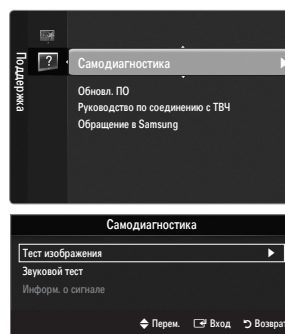 Поддержка
Самодиагностика
Обновл. ПО
Руководство по соединению с ТВЧ
Обращение в Samsung
Самодиагностика
Тест изображения
Звуковой тест
Информ. о сигнале
Перем. Вход Возврат